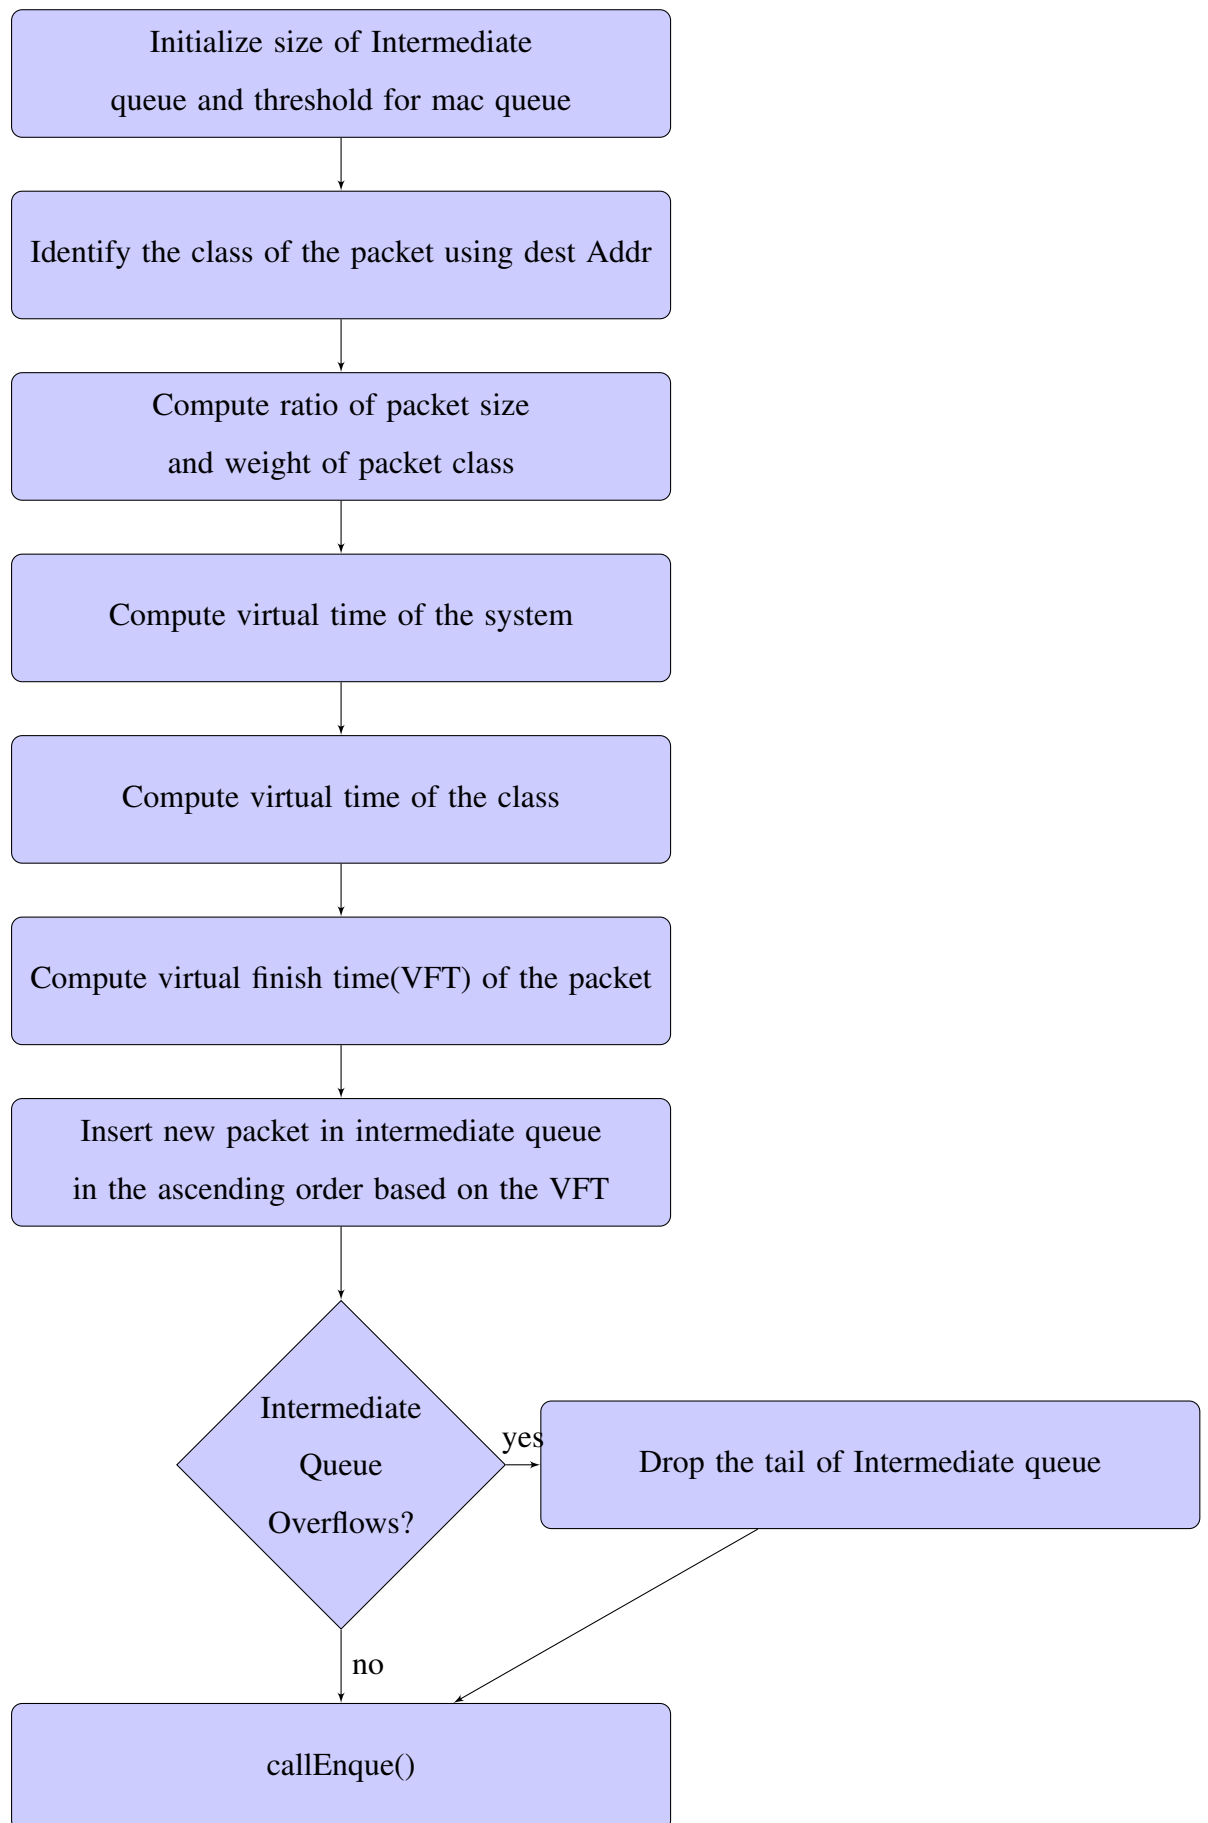 Initialize size of Intermediate
queue and threshold for mac queue
Identify the class of the packet using dest Addr
Compute ratio of packet size
and weight of packet class
Compute virtual time of the system
Compute virtual time of the class
Compute virtual finish time(VFT) of the packet
Insert new packet in intermediate queue
in the ascending order based on the VFT
Intermediate
Queue
Overflows?
yes
Drop the tail of Intermediate queue
no
callEnque()